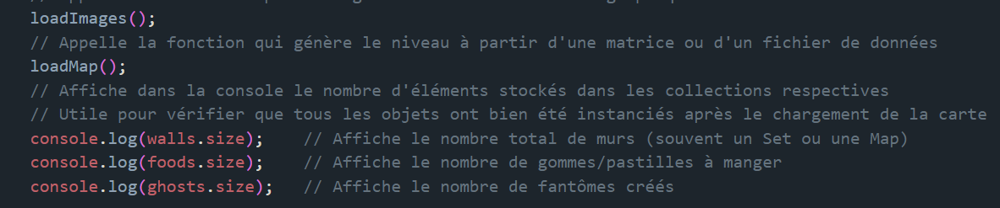 loadImages();
// Appelle la fonction qui génère le niveau à partir d'une matrice ou d'un fichier de données
loadMap();
// Affiche dans la console le nombre d'éléments stockés dans les collections respectives
// Utile pour vérifier que tous les objets ont bien été instanciés après le chargement de la carte
console.log(walls.size);    // Affiche le nombre total de murs (souvent un Set ou une Map)
console.log(foods.size);    // Affiche le nombre de gommes/pastilles à manger
console.log(ghosts.size);   // Affiche le nombre de fantômes créés